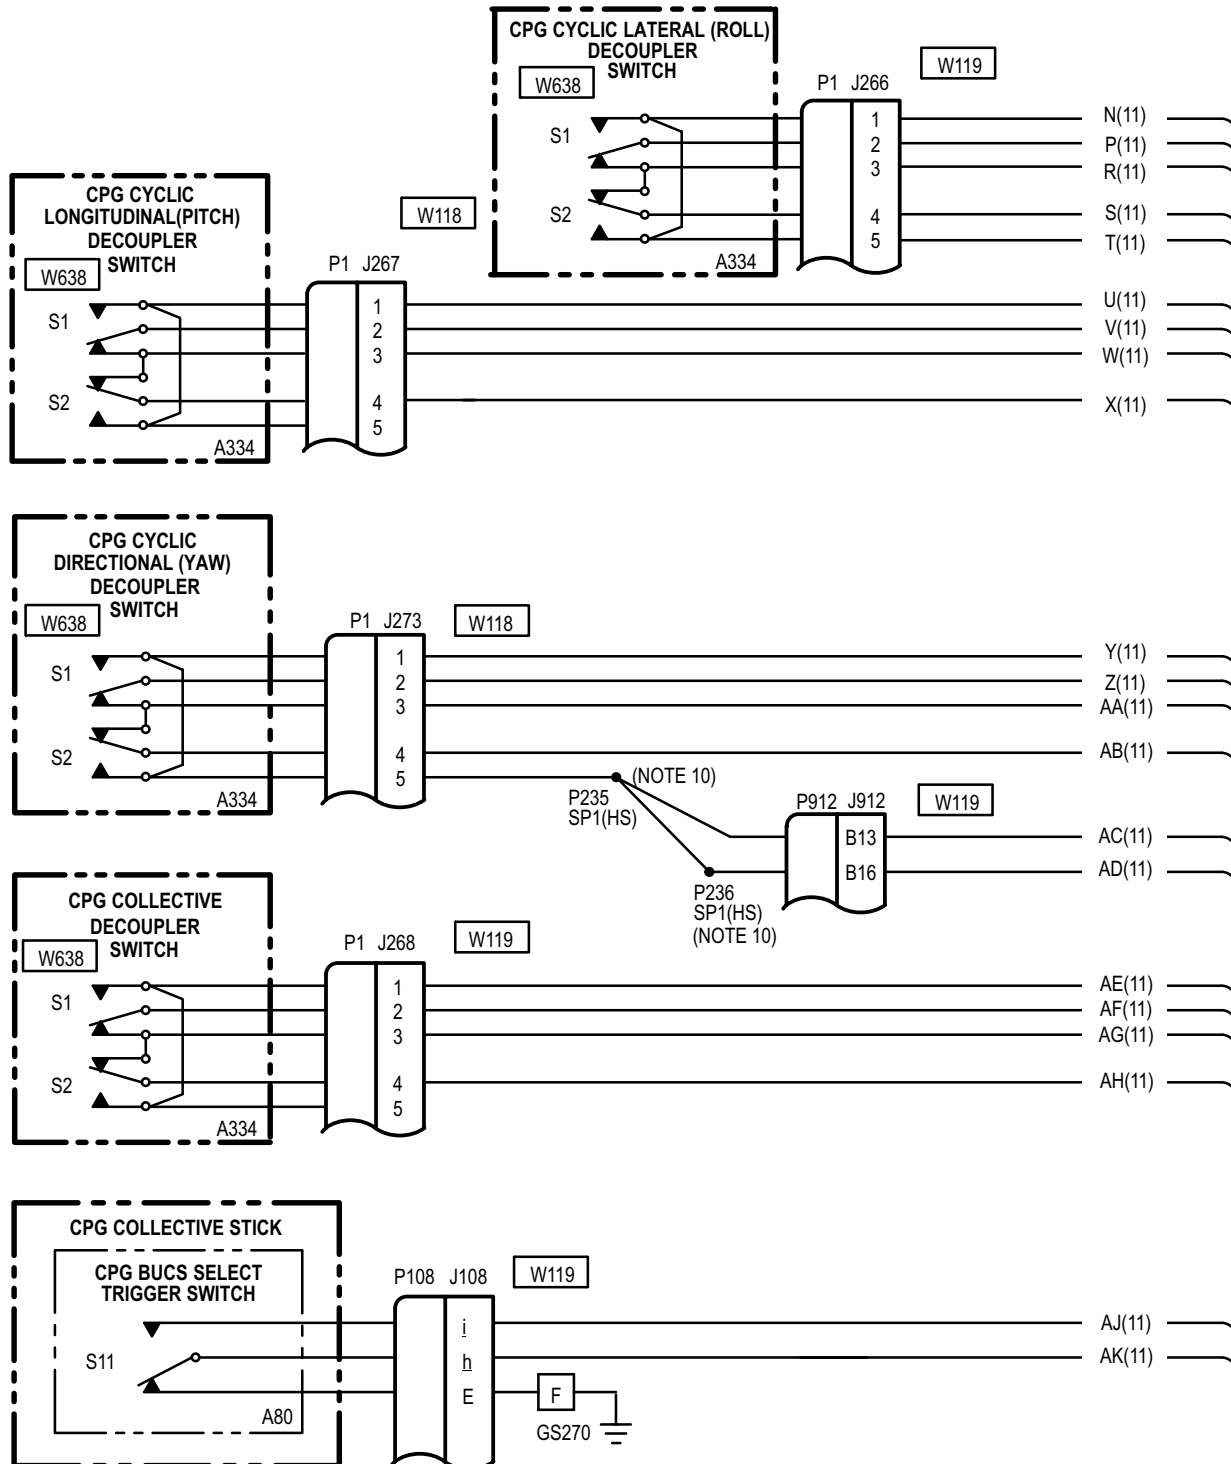 CPG CYCLIC LATERAL (ROLL)
DECOUPLER
SWITCH
W638
P1 J266
W119
S1
S2
1
2
3
4
5
A334
N(11)
P(11)
R(11)
S(11)
T(11)
CPG CYCLIC
LONGITUDINAL(PITCH)
DECOUPLER
SWITCH
W638
W118
P1 J267
S1
S2
1
2
3
4
5
A334
U(11)
V(11)
W(11)
X(11)
CPG CYCLIC
DIRECTIONAL (YAW)
DECOUPLER
SWITCH
W638
P1 J273
W118
S1
S2
1
2
3
4
5
A334
Y(11)
Z(11)
AA(11)
AB(11)
(NOTE 10)
P235
SP1(HS)
P912 J912
W119
B13
B16
AC(11)
AD(11)
P236
SP1(HS)
(NOTE 10)
CPG COLLECTIVE
DECOUPLER
SWITCH
W638
P1 J268
W119
S1
S2
1
2
3
4
5
A334
AE(11)
AF(11)
AG(11)
AH(11)
CPG COLLECTIVE STICK
CPG BUCS SELECT
TRIGGER SWITCH
P108 J108
W119
S11
i
h
E
A80
F
GS270
AJ(11)
AK(11)